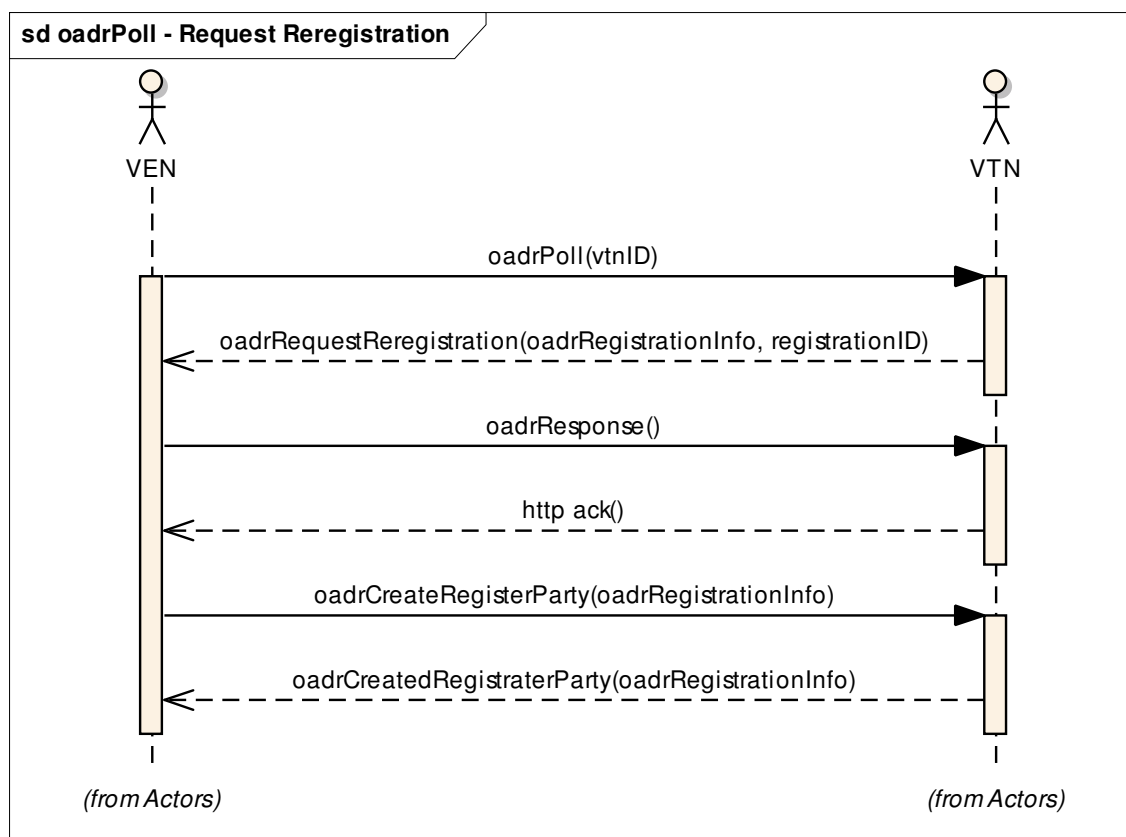 sd oadrPoll - Request Reregistration
VEN
VTN
oadrPoll(vtnID)
oadrRequestReregistration(oadrRegistrationInfo, registrationID)
oadrResponse()
http ack()
oadrCreateRegisterParty(oadrRegistrationInfo)
oadrCreatedRegistraterParty(oadrRegistrationInfo)
(from Actors)
(from Actors)